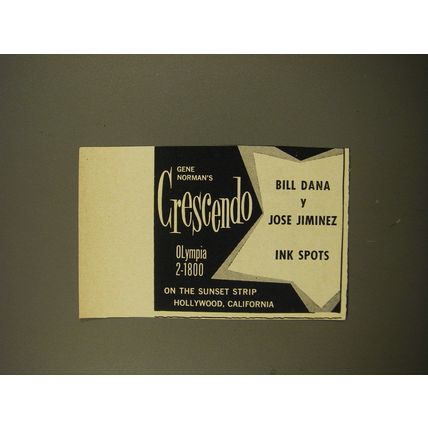 GENE
NORMAN'S
Crescendo
OLympia
2-1800
ON THE SUNSET STRIP
HOLLYWOOD, CALIFORNIA
BILL DANA
y
JOSE JIMINEZ
INK SPOTS